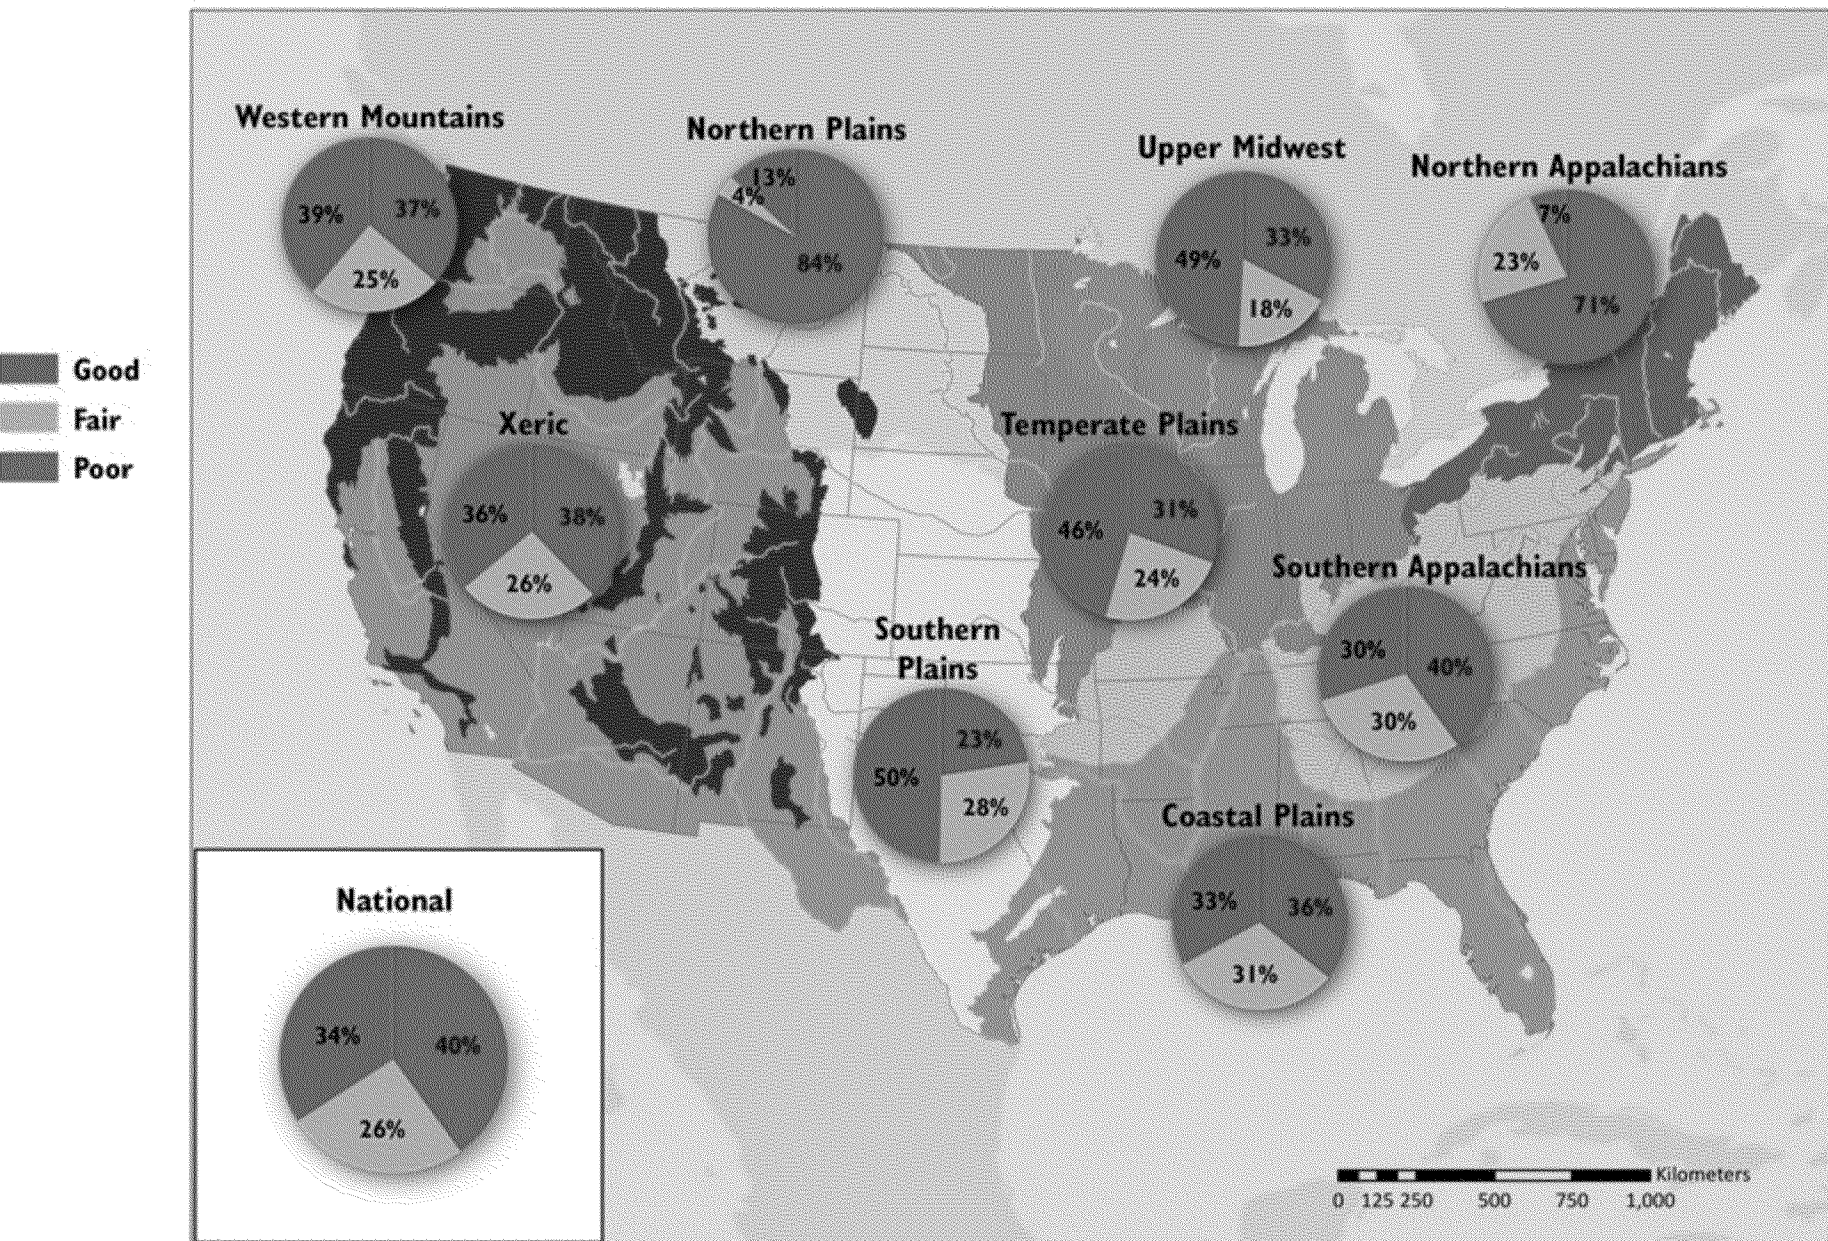 Western Mountains
39%
37%
25%
Northern Plains
13%
4%
84%
Upper Midwest
33%
49%
18%
Northern Appalachians
7%
23%
71%
Good
Fair
Poor
Xeric
36%
38%
26%
Temperate Plains
31%
46%
24%
Southern Appalachians
30%
40%
30%
Southern
Plains
23%
50%
28%
Coastal Plains
33%
36%
31%
National
34%
40%
26%
Kilometers
0 125 250 500 750 1,000